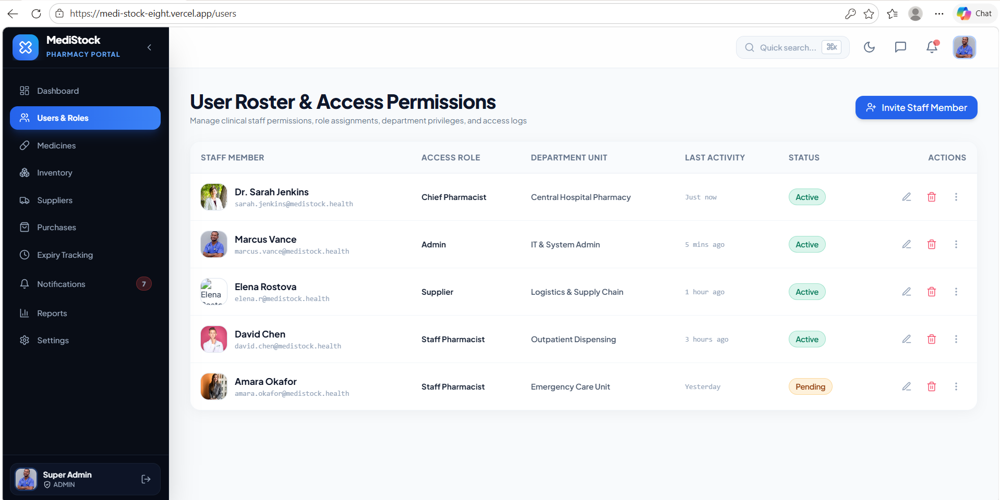 https://medi-stock-eight.vercel.app/users
Chat
MediStock
PHARMACY PORTAL
Quick search...
⌘K
Dashboard
Users & Roles
Medicines
Inventory
Suppliers
Purchases
Expiry Tracking
Notifications
7
Reports
Settings
Super Admin
ADMIN
User Roster & Access Permissions
Manage clinical staff permissions, role assignments, department privileges, and access logs
Invite Staff Member
STAFF MEMBER ACCESS ROLE DEPARTMENT UNIT LAST ACTIVITY STATUS ACTIONS
Dr. Sarah Jenkins
sarah.jenkins@medistock.health
Chief Pharmacist Central Hospital Pharmacy Just now Active
Marcus Vance
marcus.vance@medistock.health
Admin IT & System Admin 5 mins ago Active
Elena
Elena Rostova
elena.r@medistock.health
Supplier Logistics & Supply Chain 1 hour ago Active
David Chen
david.chen@medistock.health
Staff Pharmacist Outpatient Dispensing 3 hours ago Active
Amara Okafor
amara.okafor@medistock.health
Staff Pharmacist Emergency Care Unit Yesterday Pending